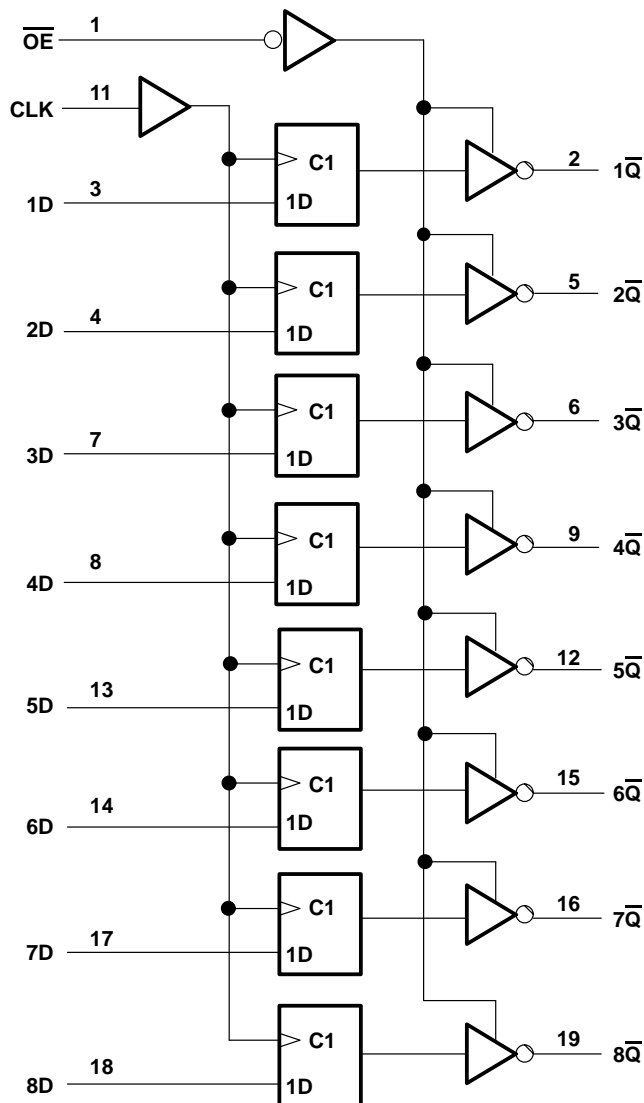 O̅E̅ 1
CLK 11
C1
2 1Q̅
1D 3 1D
C1
5 2Q̅
2D 4 1D
C1
6 3Q̅
3D 7 1D
C1
9 4Q̅
4D 8 1D
C1
12 5Q̅
5D 13 1D
C1
15 6Q̅
6D 14 1D
C1
16 7Q̅
7D 17 1D
C1
19 8Q̅
8D 18 1D